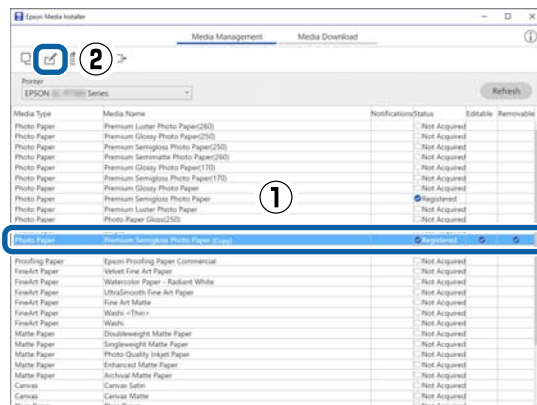 Epson Media Installer
Media Management Media Download
②
Printer
EPSON Series
Refresh
Media Type Media Name Notifications Status Editable Removable
Photo Paper Premium Luster Photo Paper(260) Not Acquired
Photo Paper Premium Glossy Photo Paper(250) Not Acquired
Photo Paper Premium Semigloss Photo Paper(250) Not Acquired
Photo Paper Premium Semimatte Photo Paper(260) Not Acquired
Photo Paper Premium Glossy Photo Paper(170) Not Acquired
Photo Paper Premium Semigloss Photo Paper(170) Not Acquired
Photo Paper Premium Glossy Photo Paper Not Acquired
Photo Paper Premium Semigloss Photo Paper Registered
Photo Paper Premium Luster Photo Paper Not Acquired
Photo Paper Photo Paper Gloss(250) Not Acquired
①
Photo Paper Premium Semigloss Photo Paper (Copy) Registered
Proofing Paper Epson Proofing Paper Commercial Not Acquired
FineArt Paper Velvet Fine Art Paper Not Acquired
FineArt Paper Watercolor Paper - Radiant White Not Acquired
FineArt Paper UltraSmooth Fine Art Paper Not Acquired
FineArt Paper Fine Art Matte Not Acquired
FineArt Paper Washi <Thin> Not Acquired
FineArt Paper Washi Not Acquired
Matte Paper Doubleweight Matte Paper Not Acquired
Matte Paper Singleweight Matte Paper Not Acquired
Matte Paper Photo Quality Inkjet Paper Not Acquired
Matte Paper Enhanced Matte Paper Not Acquired
Matte Paper Archival Matte Paper Not Acquired
Canvas Canvas Satin Not Acquired
Canvas Canvas Matte Not Acquired